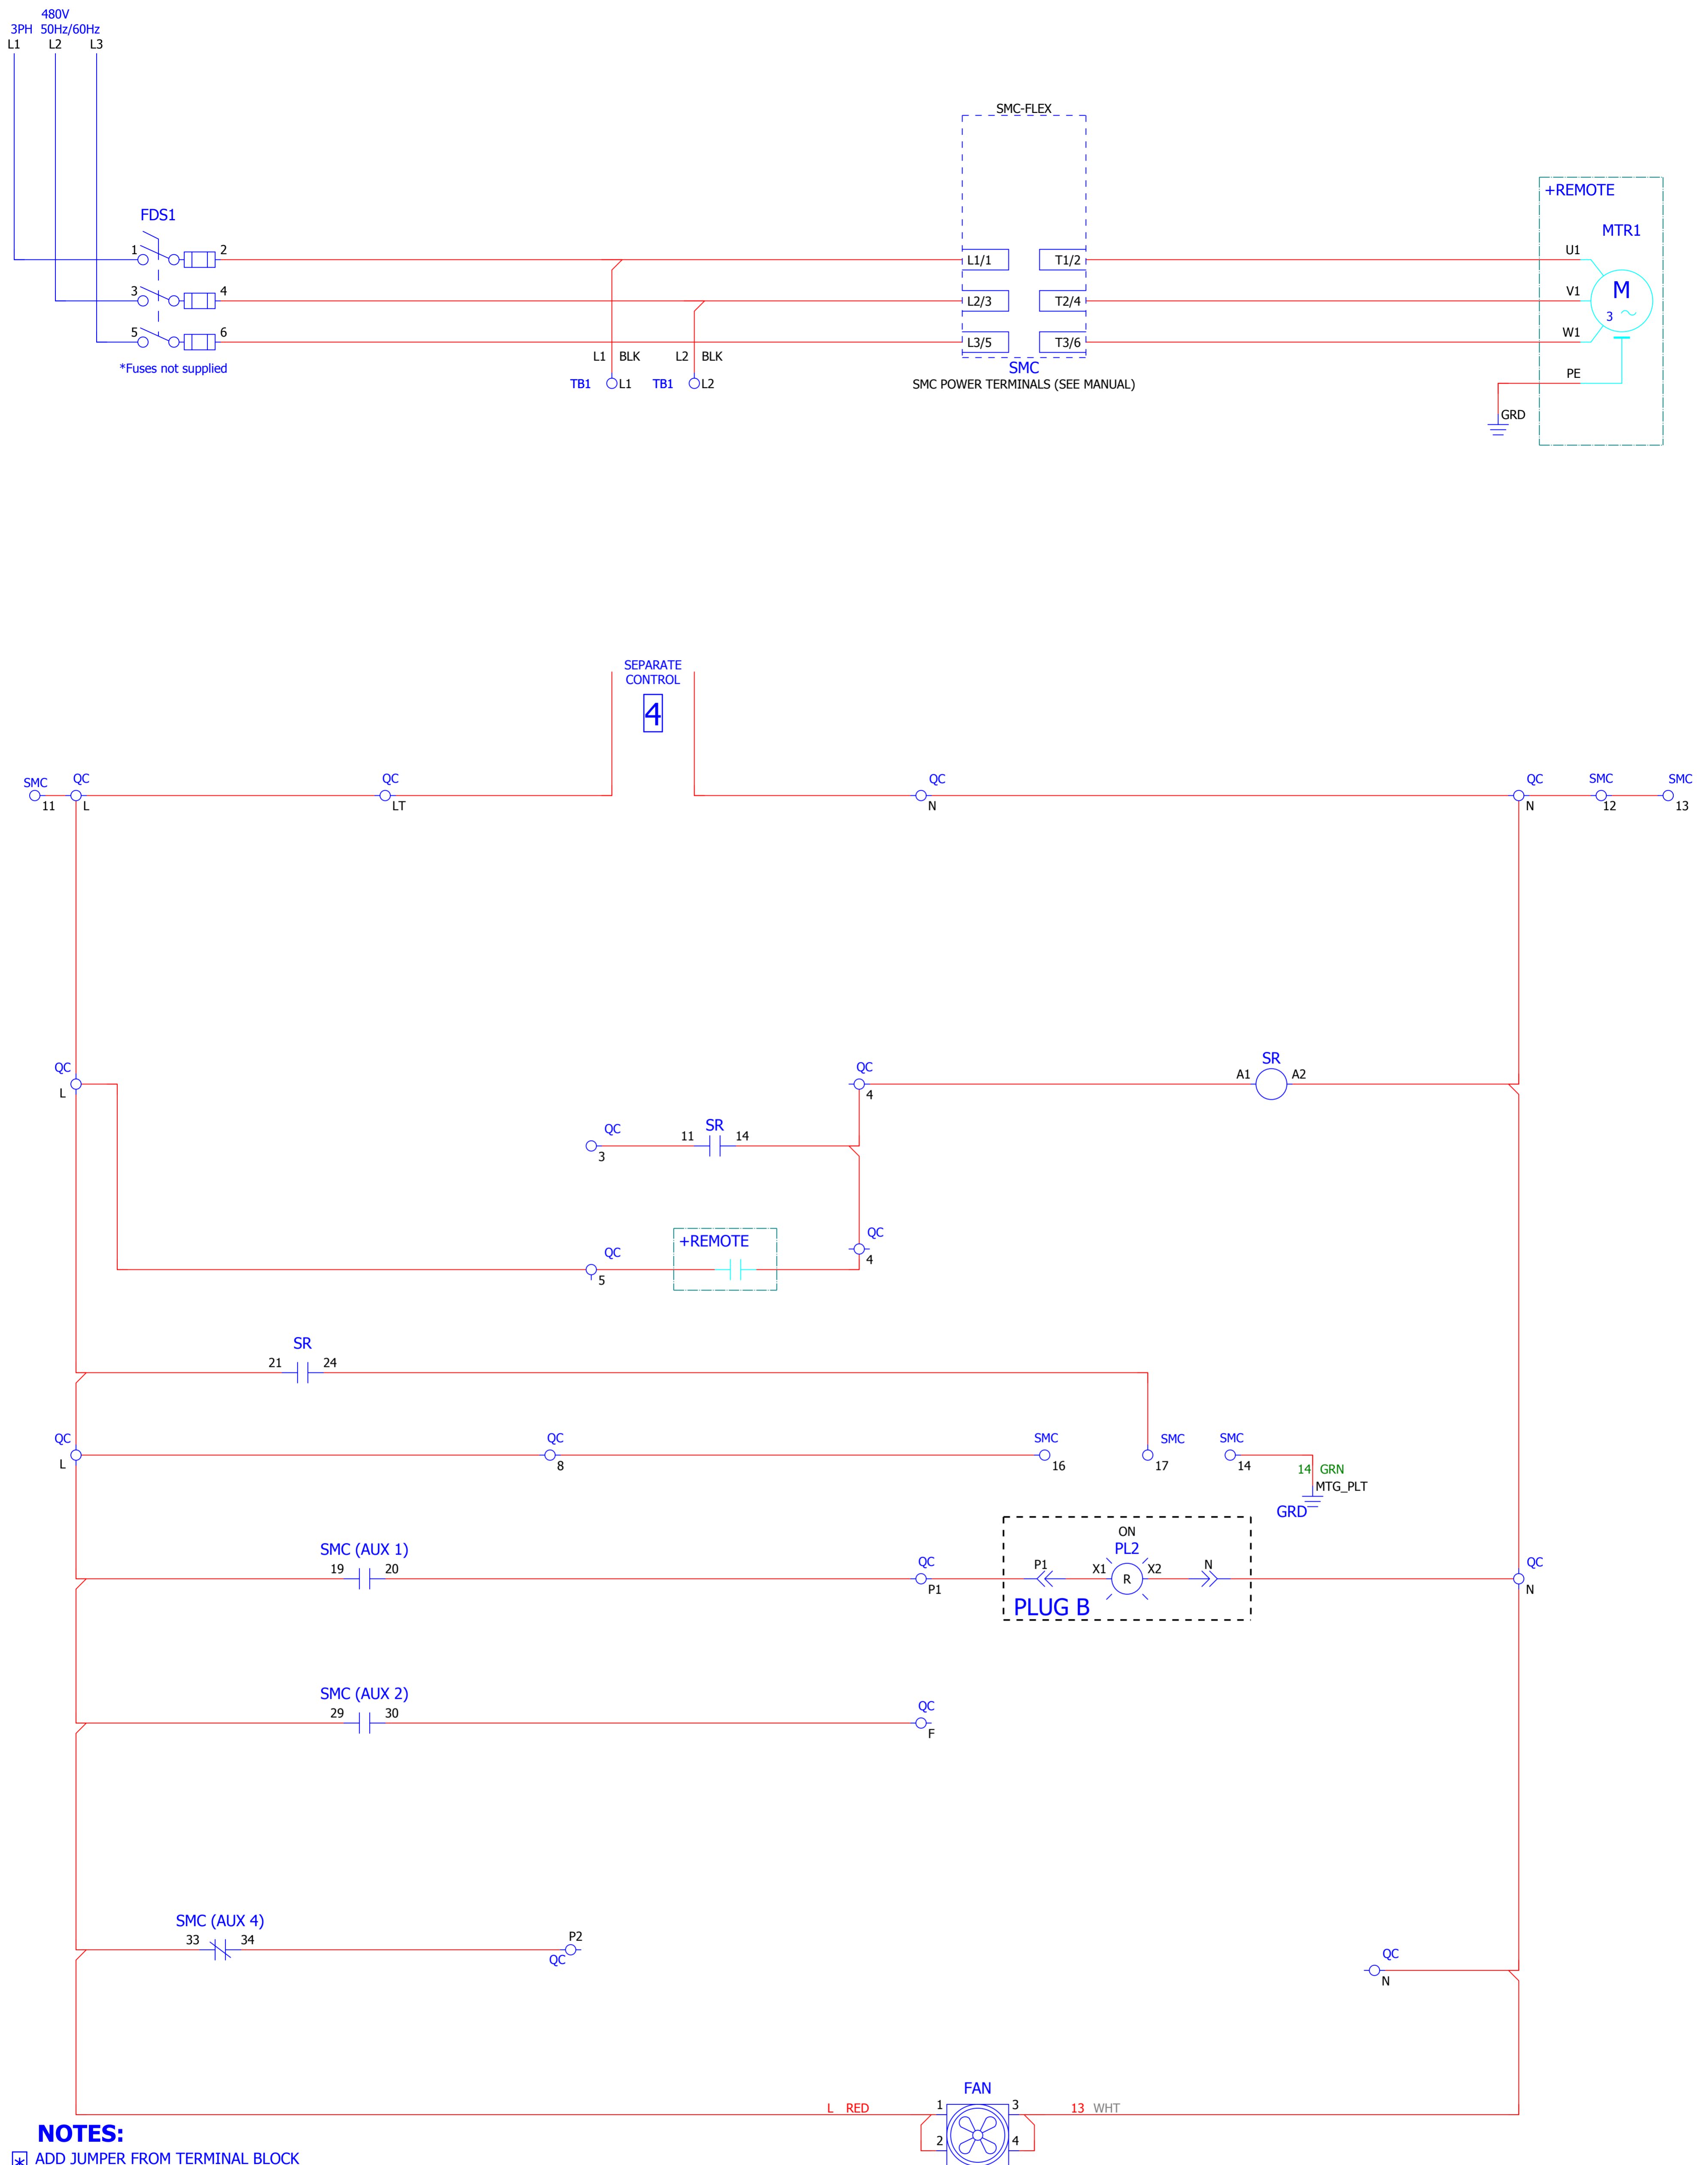 480V
3PH 50Hz/60Hz
L1 L2 L3
SMC-FLEX
+REMOTE
FDS1
MTR1
1 2
L1/1 T1/2
U1
3 4
L2/3 T2/4
V1
M
3
5 6
L3/5 T3/6
W1
*Fuses not supplied
L1 BLK L2 BLK
SMC
TB1 L1 TB1 L2
SMC POWER TERMINALS (SEE MANUAL)
PE
GRD
SEPARATE
CONTROL
4
SMC QC QC QC QC SMC SMC
11 L LT N N 12 13
QC QC SR
L 4 A1 A2
QC SR
3 11 14
QC +REMOTE QC
5 4
SR
21 24
QC QC SMC SMC SMC
L 8 16 17 14
14 GRN
MTG_PLT
GRD
ON
SMC (AUX 1) QC PL2 QC
19 20 P1 P1 X1 R X2 N N
PLUG B
SMC (AUX 2) QC
29 30 F
SMC (AUX 4)
33 34 P2
QC
QC
N
FAN
L RED 1 3 13 WHT
2 4
NOTES:
* ADD JUMPER FROM TERMINAL BLOCK